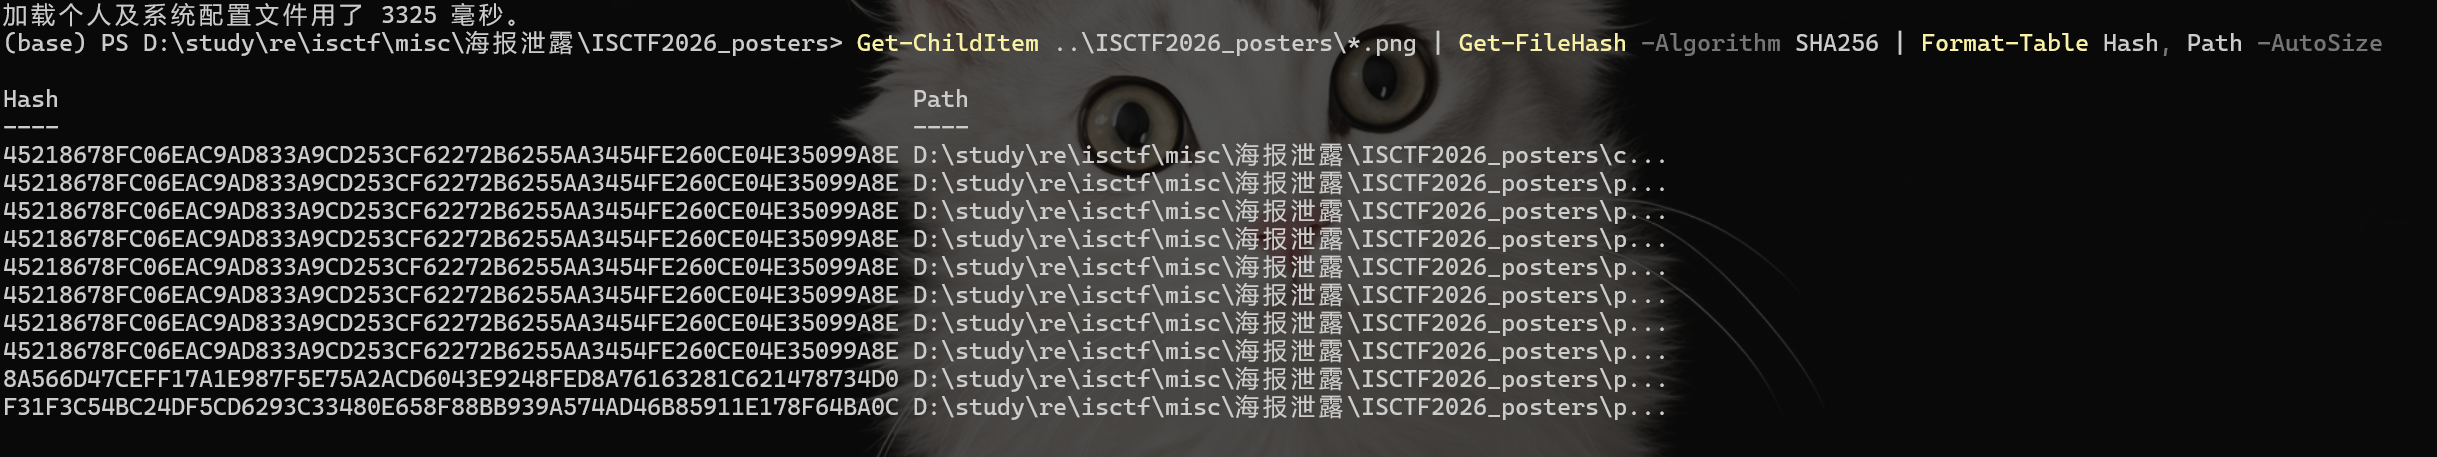 加载个人及系统配置文件用了 3325 毫秒。
(base) PS D:\study\re\isctf\misc\海报泄露\ISCTF2026_posters> Get-ChildItem ..\ISCTF2026_posters\*.png | Get-FileHash -Algorithm SHA256 | Format-Table Hash, Path -AutoSize
Hash Path
---- ----
45218678FC06EAC9AD833A9CD253CF62272B6255AA3454FE260CE04E35099A8E D:\study\re\isctf\misc\海报泄露\ISCTF2026_posters\c...
45218678FC06EAC9AD833A9CD253CF62272B6255AA3454FE260CE04E35099A8E D:\study\re\isctf\misc\海报泄露\ISCTF2026_posters\p...
45218678FC06EAC9AD833A9CD253CF62272B6255AA3454FE260CE04E35099A8E D:\study\re\isctf\misc\海报泄露\ISCTF2026_posters\p...
45218678FC06EAC9AD833A9CD253CF62272B6255AA3454FE260CE04E35099A8E D:\study\re\isctf\misc\海报泄露\ISCTF2026_posters\p...
45218678FC06EAC9AD833A9CD253CF62272B6255AA3454FE260CE04E35099A8E D:\study\re\isctf\misc\海报泄露\ISCTF2026_posters\p...
45218678FC06EAC9AD833A9CD253CF62272B6255AA3454FE260CE04E35099A8E D:\study\re\isctf\misc\海报泄露\ISCTF2026_posters\p...
45218678FC06EAC9AD833A9CD253CF62272B6255AA3454FE260CE04E35099A8E D:\study\re\isctf\misc\海报泄露\ISCTF2026_posters\p...
45218678FC06EAC9AD833A9CD253CF62272B6255AA3454FE260CE04E35099A8E D:\study\re\isctf\misc\海报泄露\ISCTF2026_posters\p...
8A566D47CEFF17A1E987F5E75A2ACD6043E9248FED8A76163281C621478734D0 D:\study\re\isctf\misc\海报泄露\ISCTF2026_posters\p...
F31F3C54BC24DF5CD6293C33480E658F88BB939A574AD46B85911E178F64BA0C D:\study\re\isctf\misc\海报泄露\ISCTF2026_posters\p...